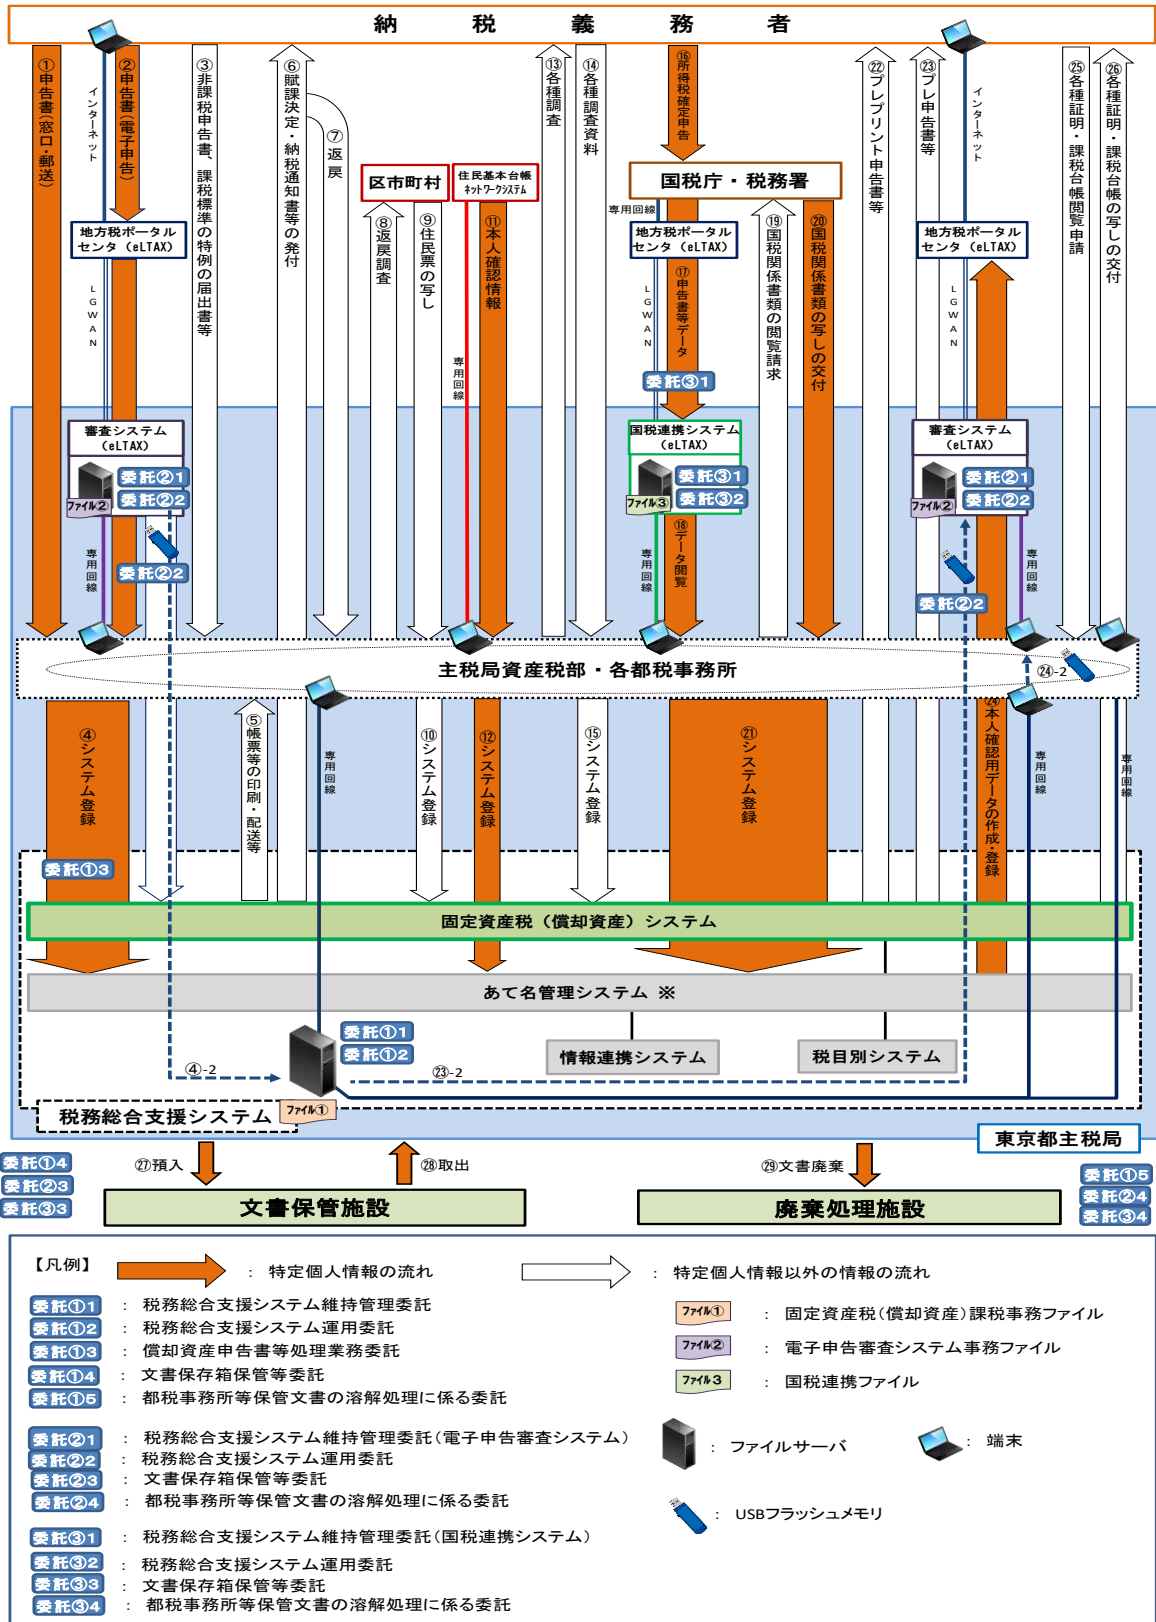 納税義務者
①申告書(窓口・郵送)
インターネット
②申告書(電子申告)
③非課税申告書、課税標準の特例の届出書等
⑥賦課決定・納税通知書等の発付
⑦返戻
区市町村
住民基本台帳
ネットワークシステム
⑧返戻調査
⑨住民票の写し
専用回線
⑪本人確認情報
⑬各種調査
⑭各種調査資料
⑯所得税確定申告
国税庁・税務署
専用回線
地方税ポータル
センタ（eLTAX）
LGWAN
⑰申告書等データ
委託③1
⑲国税関係書類の閲覧請求
⑳国税関係書類の写しの交付
㉒プレプリント申告書等
㉓プレ申告書等
インターネット
地方税ポータル
センタ（eLTAX）
LGWAN
㉕各種証明・課税台帳閲覧申請
㉖各種証明・課税台帳の写しの交付
地方税ポータル
センタ（eLTAX）
LGWAN
審査システム
(eLTAX)
委託②1
委託②2
ファイル②
専用回線
委託②2
国税連携システム
(eLTAX)
委託③1
委託③2
ファイル③
専用回線
⑱データ閲覧
審査システム
(eLTAX)
委託②1
委託②2
ファイル②
専用回線
委託②2
主税局資産税部・各都税事務所
㉔-2
④システム登録
委託①3
⑤帳票等の印刷・配送等
専用回線
⑩システム登録
⑫システム登録
⑮システム登録
㉑システム登録
㉔本人確認用データの作成・登録
専用回線
専用回線
固定資産税（償却資産）システム
あて名管理システム ※
委託①1
委託①2
情報連携システム
税目別システム
④-2
㉓-2
税務総合支援システム
ファイル①
東京都主税局
委託①4
委託②3
委託③3
㉗預入
㉘取出
㉙文書廃棄
文書保管施設
廃棄処理施設
委託①5
委託②4
委託③4
【凡例】
： 特定個人情報の流れ
： 特定個人情報以外の情報の流れ
委託①1 ： 税務総合支援システム維持管理委託
委託①2 ： 税務総合支援システム運用委託
委託①3 ： 償却資産申告書等処理業務委託
委託①4 ： 文書保存箱保管等委託
委託①5 ： 都税事務所等保管文書の溶解処理に係る委託
委託②1 ： 税務総合支援システム維持管理委託(電子申告審査システム)
委託②2 ： 税務総合支援システム運用委託
委託②3 ： 文書保存箱保管等委託
委託②4 ： 都税事務所等保管文書の溶解処理に係る委託
委託③1 ： 税務総合支援システム維持管理委託(国税連携システム)
委託③2 ： 税務総合支援システム運用委託
委託③3 ： 文書保存箱保管等委託
委託③4 ： 都税事務所等保管文書の溶解処理に係る委託
ファイル① ： 固定資産税(償却資産)課税事務ファイル
ファイル② ： 電子申告審査システム事務ファイル
ファイル3 ： 国税連携ファイル
： ファイルサーバ
： 端末
： USBフラッシュメモリ